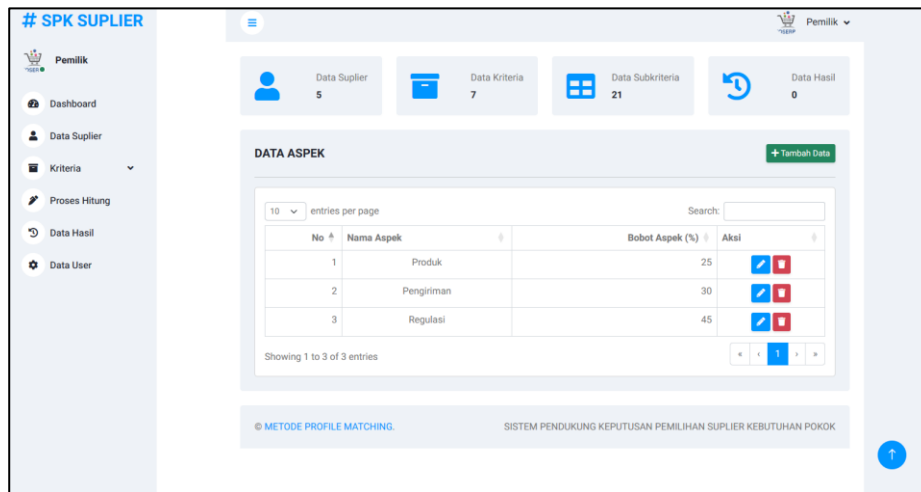 # SPK SUPLIER
Pemilik
Dashboard
Data Suplier
Kriteria
Proses Hitung
Data Hasil
Data User
Pemilik
Data Suplier
5
Data Kriteria
7
Data Subkriteria
21
Data Hasil
0
DATA ASPEK
+ Tambah Data
10 entries per page
Search:
No Nama Aspek Bobot Aspek (%) Aksi
1 Produk 25
2 Pengiriman 30
3 Regulasi 45
Showing 1 to 3 of 3 entries
« ‹ 1 › »
© METODE PROFILE MATCHING.
SISTEM PENDUKUNG KEPUTUSAN PEMILIHAN SUPLIER KEBUTUHAN POKOK